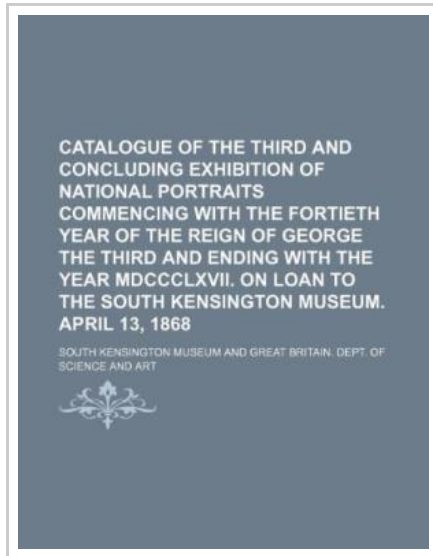 CATALOGUE OF THE THIRD AND
CONCLUDING EXHIBITION OF
NATIONAL PORTRAITS
COMMENCING WITH THE FORTIETH
YEAR OF THE REIGN OF GEORGE
THE THIRD AND ENDING WITH THE
YEAR MDCCCLXVII. ON LOAN TO
THE SOUTH KENSINGTON MUSEUM.
APRIL 13, 1868
SOUTH KENSINGTON MUSEUM AND GREAT BRITAIN. DEPT. OF
SCIENCE AND ART